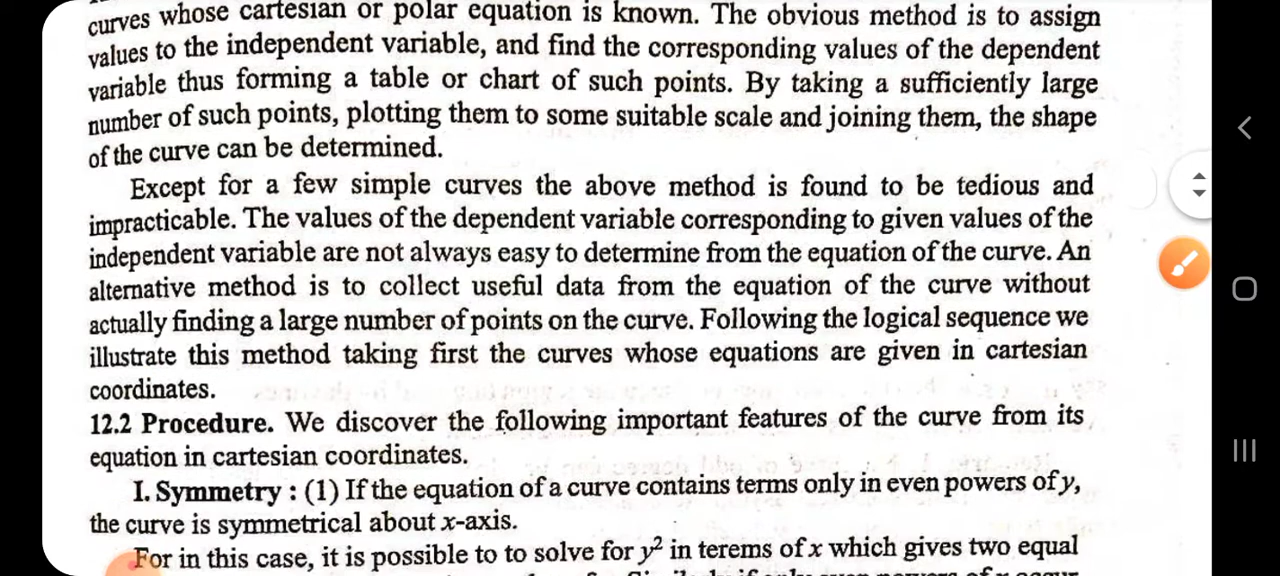 curves whose cartesian or polar equation is known. The obvious method is to assign
values to the independent variable, and find the corresponding values of the dependent
variable thus forming a table or chart of such points. By taking a sufficiently large
number of such points, plotting them to some suitable scale and joining them, the shape
of the curve can be determined.
Except for a few simple curves the above method is found to be tedious and
impracticable. The values of the dependent variable corresponding to given values of the
independent variable are not always easy to determine from the equation of the curve. An
alternative method is to collect useful data from the equation of the curve without
actually finding a large number of points on the curve. Following the logical sequence we
illustrate this method taking first the curves whose equations are given in cartesian
coordinates.
12.2 Procedure. We discover the following important features of the curve from its
equation in cartesian coordinates.
I. Symmetry : (1) If the equation of a curve contains terms only in even powers of y,
the curve is symmetrical about x-axis.
For in this case, it is possible to to solve for y² in terems of x which gives two equal